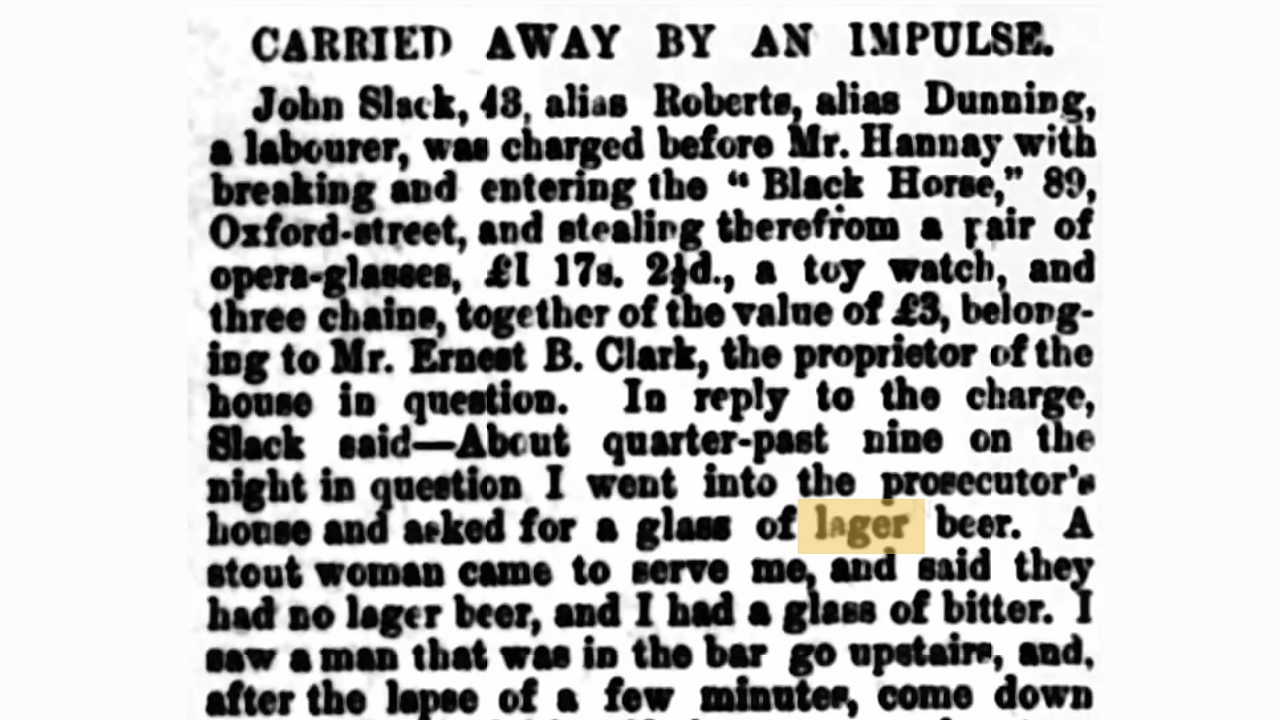 CARRIED AWAY BY AN IMPULSE.
John Slack, 43, alias Roberts, alias Dunning,
a labourer, was charged before Mr. Hannay with
breaking and entering the “Black Horse,” 89,
Oxford-street, and stealing therefrom a pair of
opera-glasses, £1 17s. 2½d., a toy watch, and
three chains, together of the value of £3, belong-
ing to Mr. Ernest B. Clark, the proprietor of the
house in question. In reply to the charge,
Slack said—About quarter-past nine on the
night in question I went into the prosecutor's
house and asked for a glass of lager beer. A
stout woman came to serve me, and said they
had no lager beer, and I had a glass of bitter. I
saw a man that was in the bar go upstairs, and,
after the lapse of a few minutes, come down